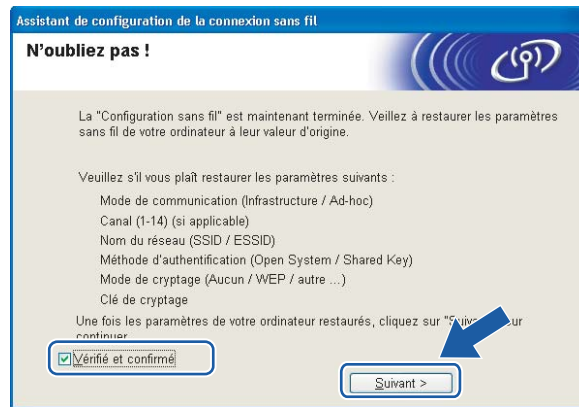 Assistant de configuration de la connexion sans fil
N'oubliez pas !
La "Configuration sans fil" est maintenant terminée. Veillez à restaurer les paramètres
sans fil de votre ordinateur à leur valeur d'origine.
Veuillez s'il vous plaît restaurer les paramètres suivants :
Mode de communication (Infrastructure / Ad-hoc)
Canal (1-14) (si applicable)
Nom du réseau (SSID / ESSID)
Méthode d'authentification (Open System / Shared Key)
Mode de cryptage (Aucun / WEP / autre ...)
Clé de cryptage
Une fois les paramètres de votre ordinateur restaurés, cliquez sur
continuer
Vérifié et confirmé
Suivant >